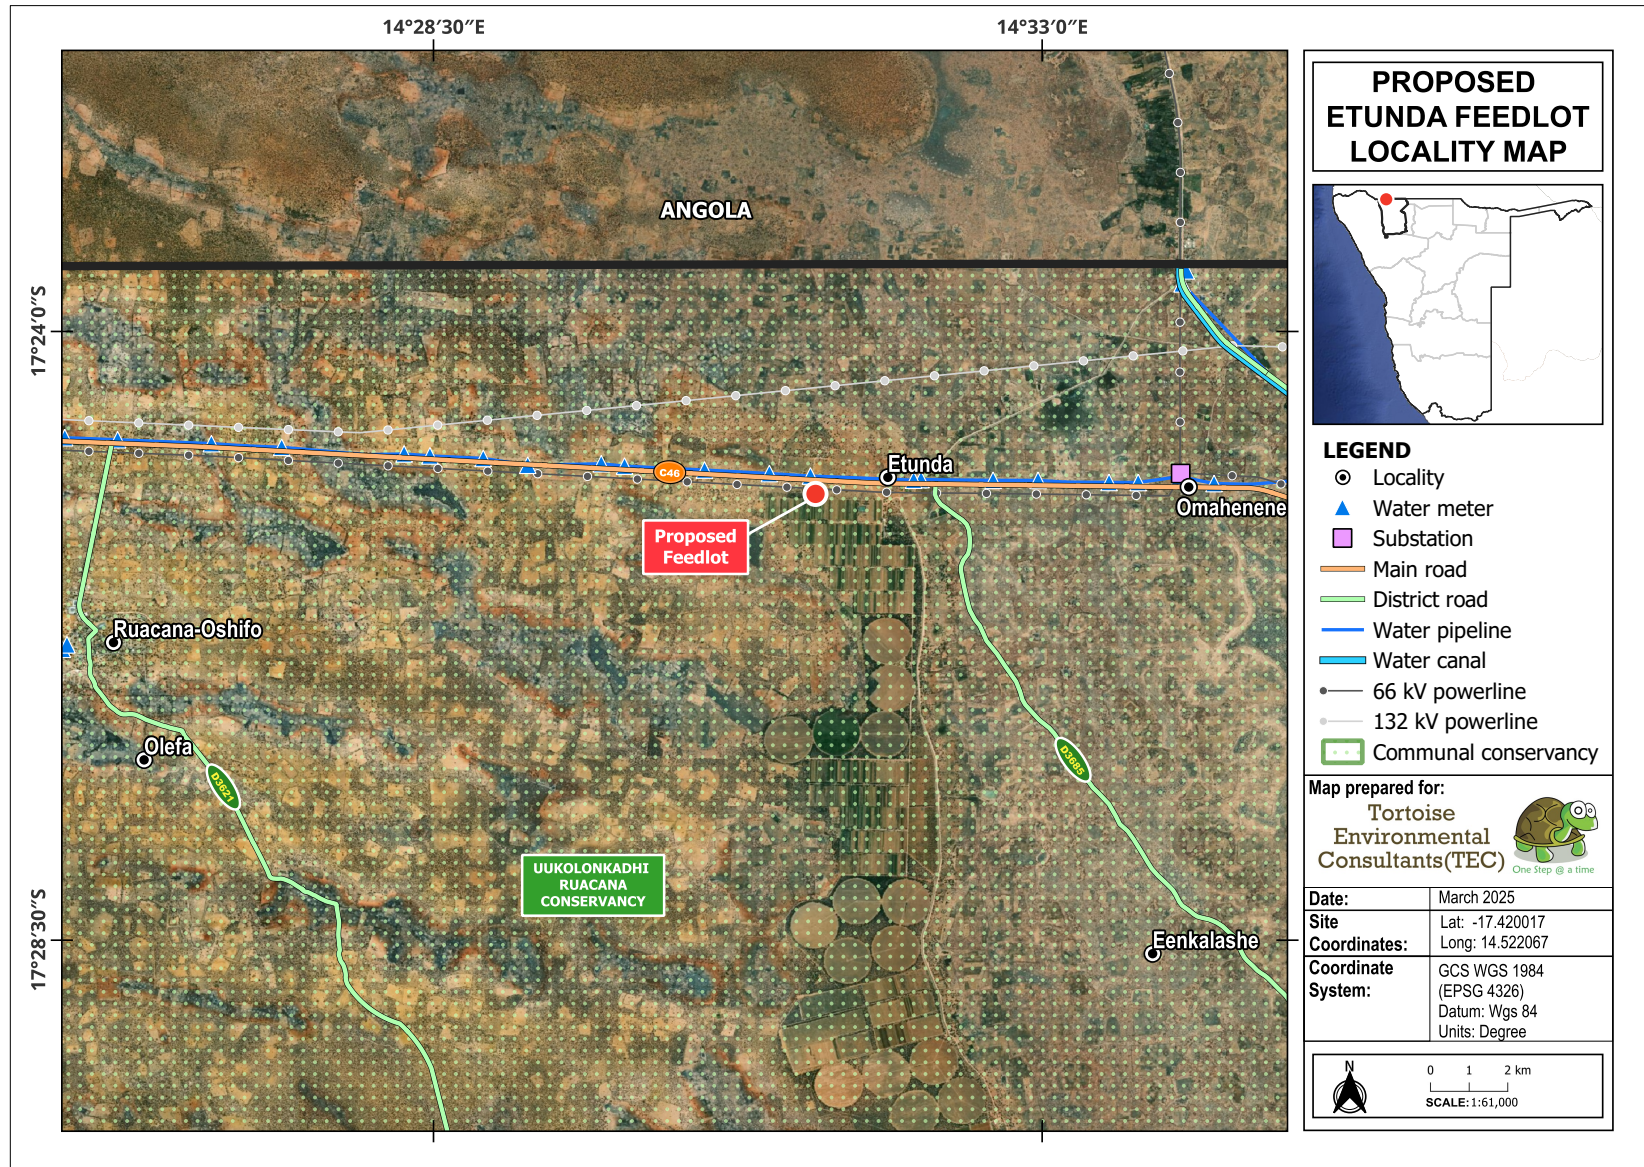 14°28′30″E
14°33′0″E
17°24′0″S
17°28′30″S
ANGOLA
C46
Etunda
Omahenene
Proposed
Feedlot
Ruacana-Oshifo
Olefa
D3621
D3685
UUKOLONKADHI
RUACANA
CONSERVANCY
Eenkalashe
PROPOSED
ETUNDA FEEDLOT
LOCALITY MAP
LEGEND
Locality
Water meter
Substation
Main road
District road
Water pipeline
Water canal
66 kV powerline
132 kV powerline
Communal conservancy
Map prepared for:
Tortoise
Environmental
Consultants(TEC)
One Step @ a time
Date: March 2025
Site
Coordinates:
Lat: -17.420017
Long: 14.522067
Coordinate
System:
GCS WGS 1984
(EPSG 4326)
Datum: Wgs 84
Units: Degree
N
0 1 2 km
SCALE:1:61,000